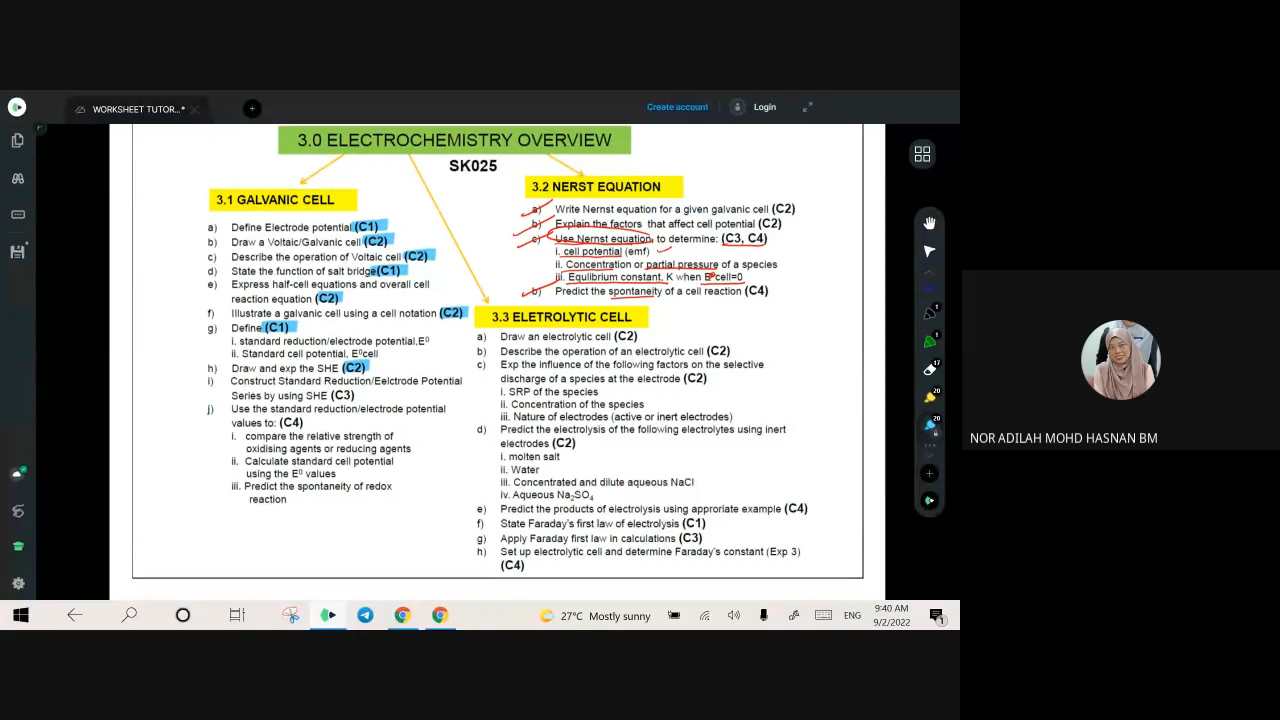 WORKSHEET TUTOR...*
Create account
Login
3.0 ELECTROCHEMISTRY OVERVIEW
SK025
3.1 GALVANIC CELL
a) Define Electrode potential (C1)
b) Draw a Voltaic/Galvanic cell (C2)
c) Describe the operation of Voltaic cell (C2)
d) State the function of salt bridge(C1)
e) Express half-cell equations and overall cell
reaction equation (C2)
f) Illustrate a galvanic cell using a cell notation (C2)
g) Define (C1)
i. standard reduction/electrode potential,E⁰
ii. Standard cell potential, E⁰cell
h) Draw and exp the SHE (C2)
i) Construct Standard Reduction/Eelctrode Potential
Series by using SHE (C3)
j) Use the standard reduction/electrode potential
values to: (C4)
i. compare the relative strength of
oxidising agents or reducing agents
ii. Calculate standard cell potential
using the E⁰ values
iii. Predict the spontaneity of redox
reaction
3.2 NERST EQUATION
a) Write Nernst equation for a given galvanic cell (C2)
b) Explain the factors that affect cell potential (C2)
c) Use Nernst equation to determine: (C3, C4)
i. cell potential (emf)
ii. Concentration or partial pressure of a species
iii. Equlibrium constant, K when E cell=0
b) Predict the spontaneity of a cell reaction (C4)
3.3 ELETROLYTIC CELL
a) Draw an electrolytic cell (C2)
b) Describe the operation of an electrolytic cell (C2)
c) Exp the influence of the following factors on the selective
discharge of a species at the electrode (C2)
i. SRP of the species
ii. Concentration of the species
iii. Nature of electrodes (active or inert electrodes)
d) Predict the electrolysis of the following electrolytes using inert
electrodes (C2)
i. molten salt
ii. Water
iii. Concentrated and dilute aqueous NaCl
iv. Aqueous Na₂SO₄
e) Predict the products of electrolysis using approriate example (C4)
f) State Faraday's first law of electrolysis (C1)
g) Apply Faraday first law in calculations (C3)
h) Set up electrolytic cell and determine Faraday's constant (Exp 3)
(C4)
1
1
17
20
20
NOR ADILAH MOHD HASNAN BM
27°C Mostly sunny
ENG
9:40 AM
9/2/2022
1